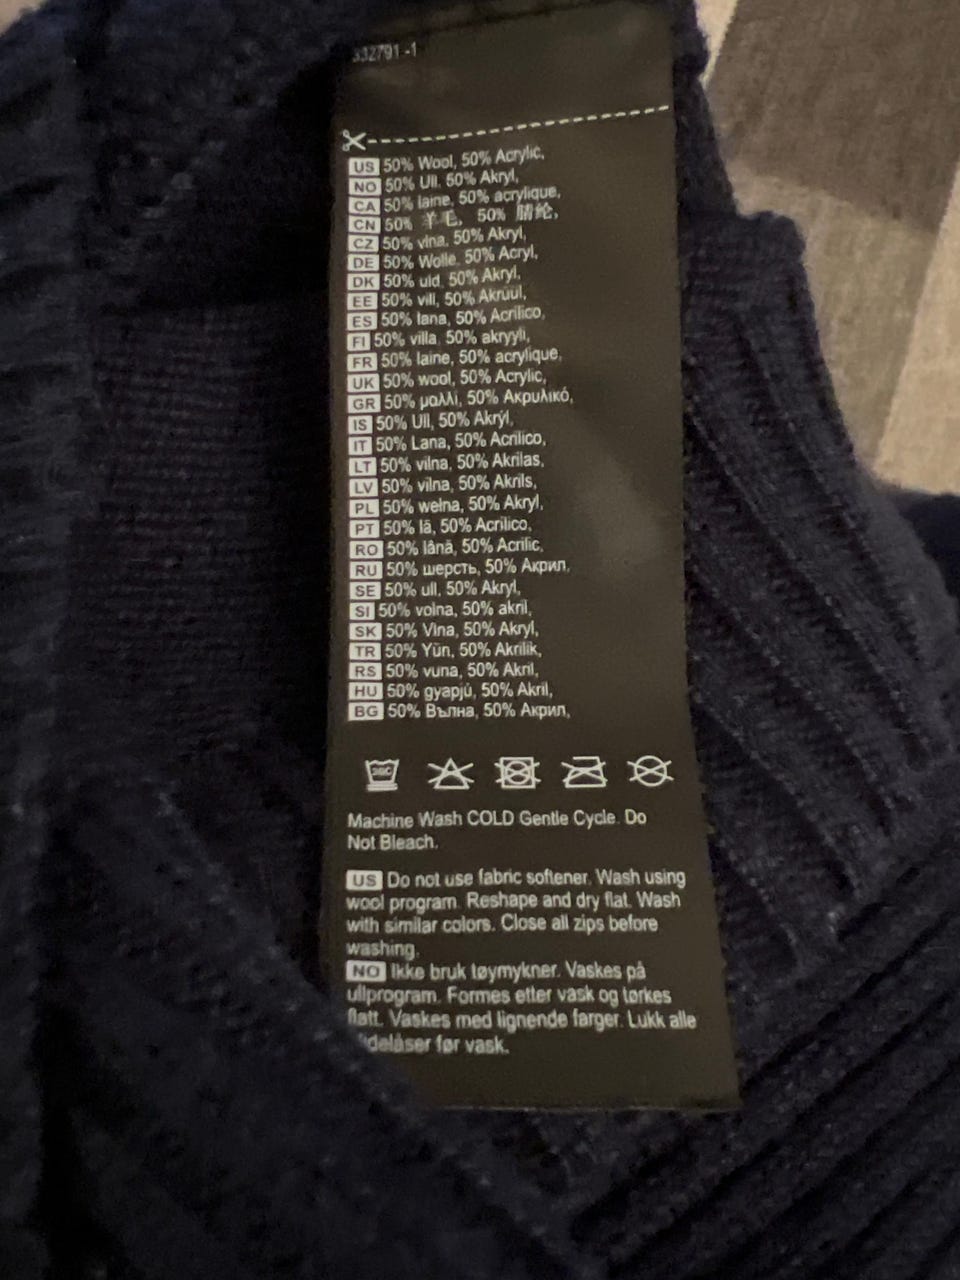 332791-1
US 50% Wool, 50% Acrylic,
NO 50% Ull, 50% Akryl,
CA 50% laine, 50% acrylique,
CN 50% 羊毛, 50% 腈纶,
CZ 50% vlna, 50% Akryl,
DE 50% Wolle, 50% Acryl,
DK 50% uld, 50% Akryl,
EE 50% vill, 50% Akrüül,
ES 50% lana, 50% Acrílico,
FI 50% villa, 50% akryyli,
FR 50% laine, 50% acrylique,
UK 50% wool, 50% Acrylic,
GR 50% μαλλί, 50% Ακρυλικό,
IS 50% Ull, 50% Akrýl,
IT 50% Lana, 50% Acrilico,
LT 50% vilna, 50% Akrilas,
LV 50% vilna, 50% Akrils,
PL 50% wełna, 50% Akryl,
PT 50% lã, 50% Acrílico,
RO 50% lână, 50% Acrilic,
RU 50% шерсть, 50% Акрил,
SE 50% ull, 50% Akryl,
SI 50% volna, 50% akril,
SK 50% Vlna, 50% Akryl,
TR 50% Yün, 50% Akrilik,
RS 50% vuna, 50% Akril,
HU 50% gyapjú, 50% Akril,
BG 50% Вълна, 50% Акрил,
30C
Machine Wash COLD Gentle Cycle. Do
Not Bleach.
US Do not use fabric softener. Wash using
wool program. Reshape and dry flat. Wash
with similar colors. Close all zips before
washing.
NO Ikke bruk tøymykner. Vaskes på
ullprogram. Formes etter vask og tørkes
flatt. Vaskes med lignende farger. Lukk alle
før vask.